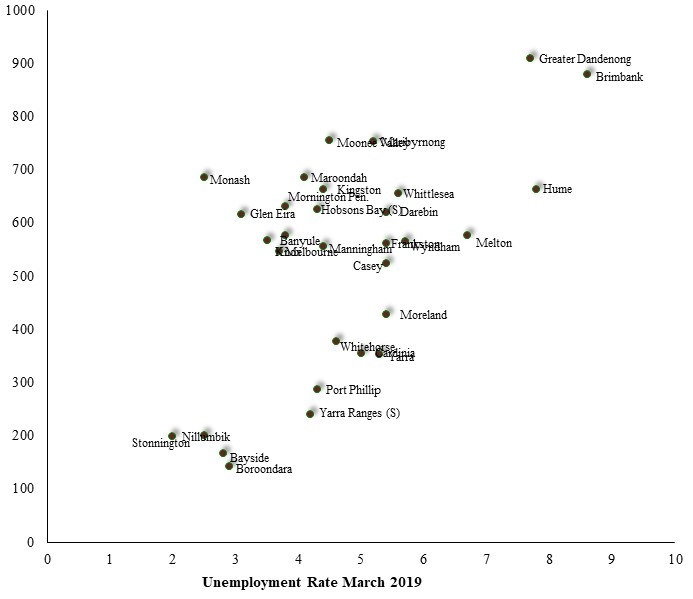 1000
900
Greater Dandenong
Brimbank
800
Moonee Valley
Maribyrnong
700
Monash
Maroondah
Kingston
Mornington Pen.
Whittlesea
Hume
600
Glen Eira
Hobsons Bay (S)
Darebin
Banyule
Frankston
Wyndham
Melton
Knox
Melbourne
Manningham
500
Casey
400
Moreland
Whitehorse
Cardinia
Yarra
300
Port Phillip
Yarra Ranges (S)
200
Stonnington
Nillumbik
Bayside
Boroondara
100
0
0 1 2 3 4 5 6 7 8 9 10
Unemployment Rate March 2019